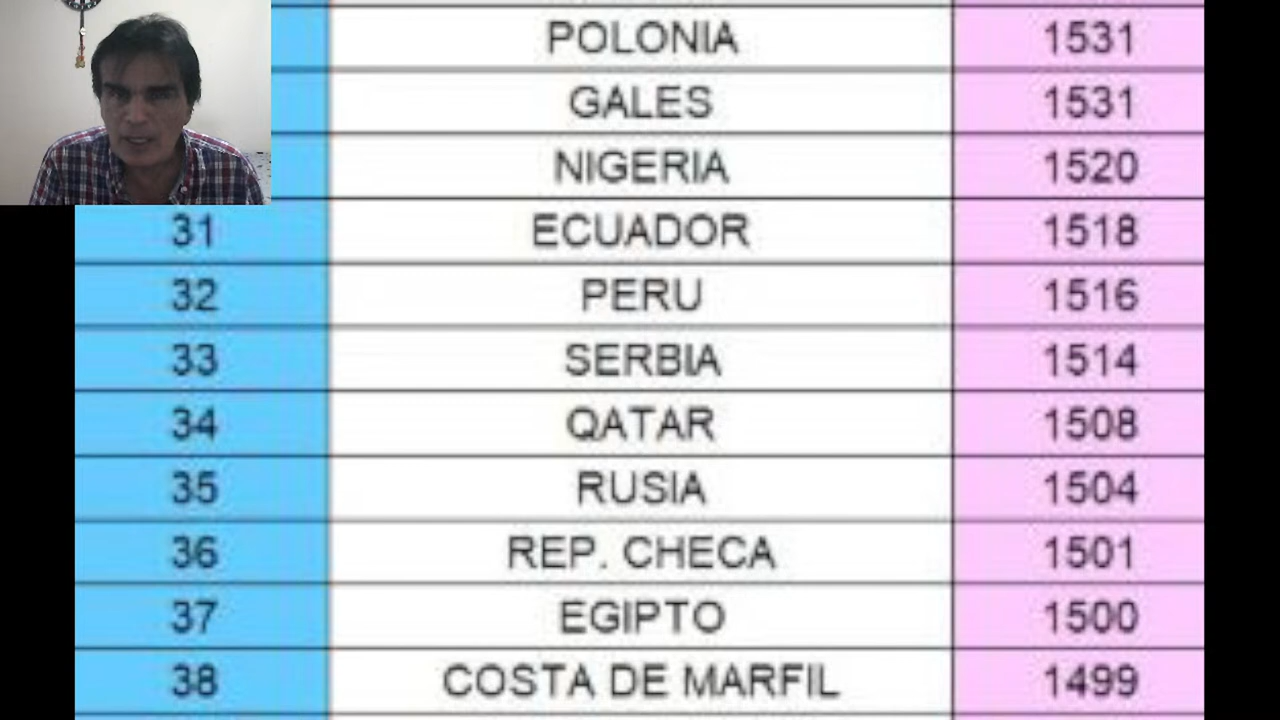 POLONIA 1531
GALES 1531
NIGERIA 1520
31 ECUADOR 1518
32 PERU 1516
33 SERBIA 1514
34 QATAR 1508
35 RUSIA 1504
36 REP. CHECA 1501
37 EGIPTO 1500
38 COSTA DE MARFIL 1499